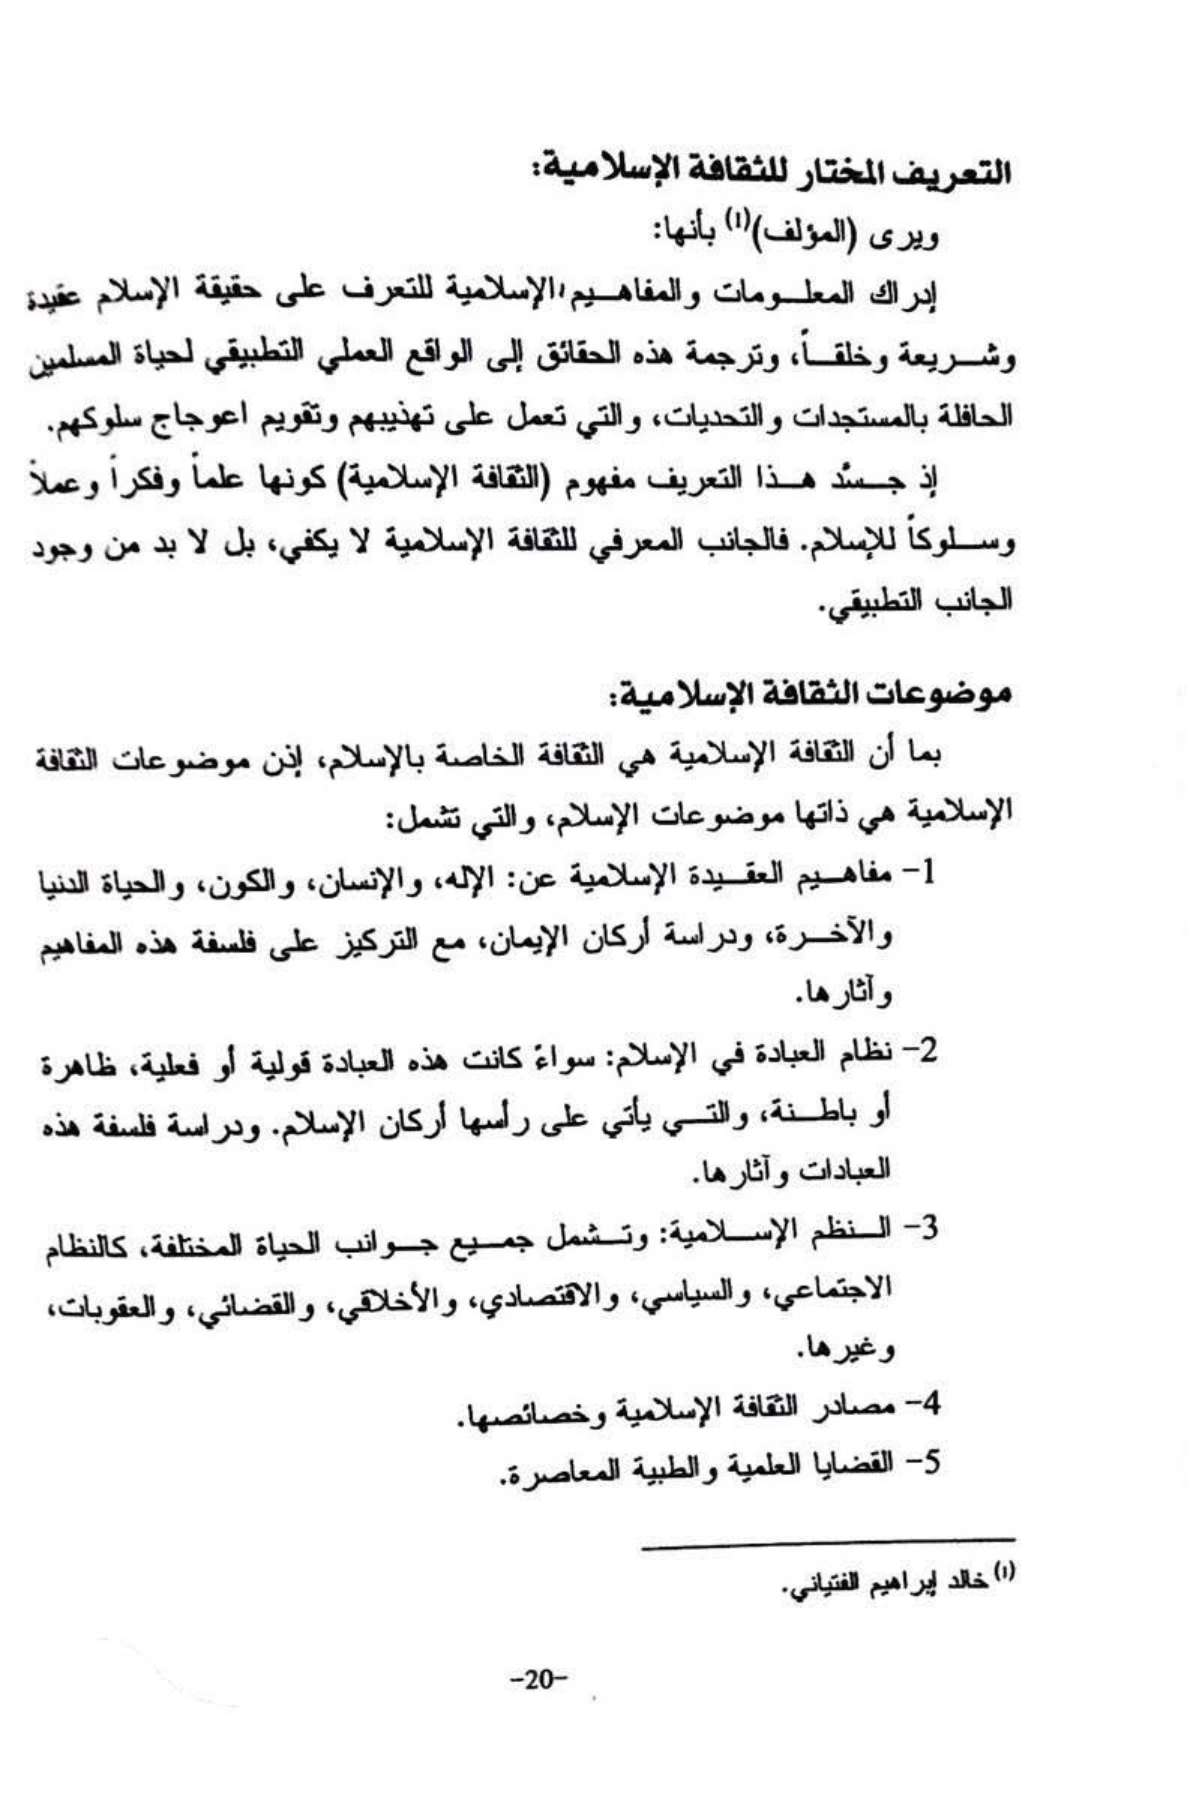 التعريف المختار للثقافة الإسلامية:
ويرى (المؤلف)(١) بأنها:
إدراك المعلومات والمفاهيم الإسلامية للتعرف على حقيقة الإسلام عقيدة
وشريعة وخلقاً، وترجمة هذه الحقائق إلى الواقع العملي التطبيقي لحياة المسلمين
الحافلة بالمستجدات والتحديات، والتي تعمل على تهذيبهم وتقويم اعوجاج سلوكهم.
إذ جسَّد هذا التعريف مفهوم (الثقافة الإسلامية) كونها علماً وفكراً وعملاً
وسلوكاً للإسلام. فالجانب المعرفي للثقافة الإسلامية لا يكفي، بل لا بد من وجود
الجانب التطبيقي.
موضوعات الثقافة الإسلامية:
بما أن الثقافة الإسلامية هي الثقافة الخاصة بالإسلام، إذن موضوعات الثقافة
الإسلامية هي ذاتها موضوعات الإسلام، والتي تشمل:
1- مفاهيم العقيدة الإسلامية عن: الإله، والإنسان، والكون، والحياة الدنيا
والآخرة، ودراسة أركان الإيمان، مع التركيز على فلسفة هذه المفاهيم
وآثارها.
2- نظام العبادة في الإسلام: سواءً كانت هذه العبادة قولية أو فعلية، ظاهرة
أو باطنة، والتي يأتي على رأسها أركان الإسلام. ودراسة فلسفة هذه
العبادات وآثارها.
3- النظم الإسلامية: وتشمل جميع جوانب الحياة المختلفة، كالنظام
الاجتماعي، والسياسي، والاقتصادي، والأخلاقي، والقضائي، والعقوبات،
وغيرها.
4- مصادر الثقافة الإسلامية وخصائصها.
5- القضايا العلمية والطبية المعاصرة.
(١) خالد إبراهيم الفتياني.
-20-